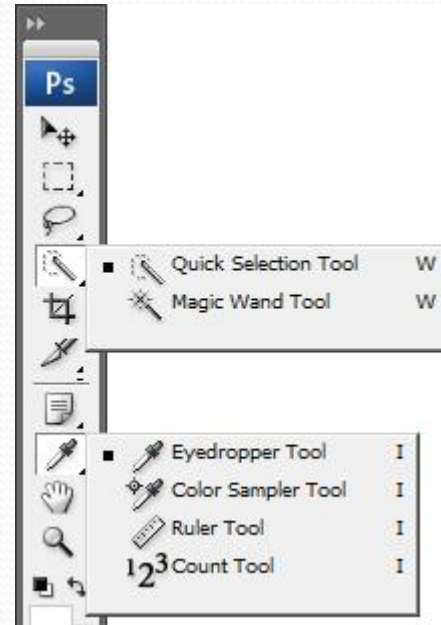 Ps
Quick Selection Tool W
Magic Wand Tool W
Eyedropper Tool I
Color Sampler Tool I
Ruler Tool I
123 Count Tool I